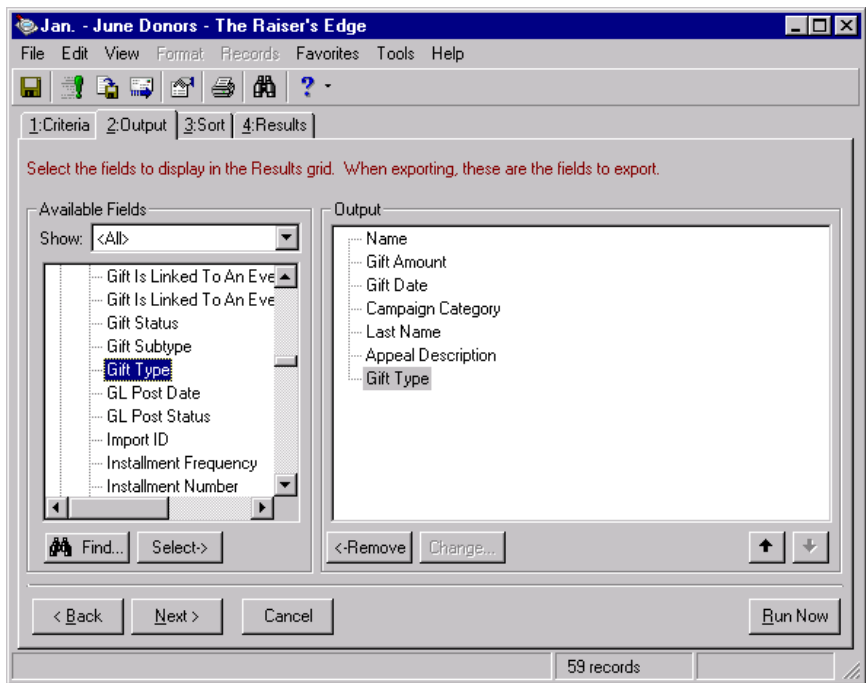 Jan. - June Donors - The Raiser's Edge
File Edit View Format Records Favorites Tools Help
?
1:Criteria 2:Output 3:Sort 4:Results
Select the fields to display in the Results grid. When exporting, these are the fields to export.
Available Fields
Show: <All>
Gift Is Linked To An Eve
Gift Is Linked To An Eve
Gift Status
Gift Subtype
Gift Type
GL Post Date
GL Post Status
Import ID
Installment Frequency
Installment Number
Find... Select->
Output
Name
Gift Amount
Gift Date
Campaign Category
Last Name
Appeal Description
Gift Type
<-Remove Change...
< Back Next > Cancel Run Now
59 records